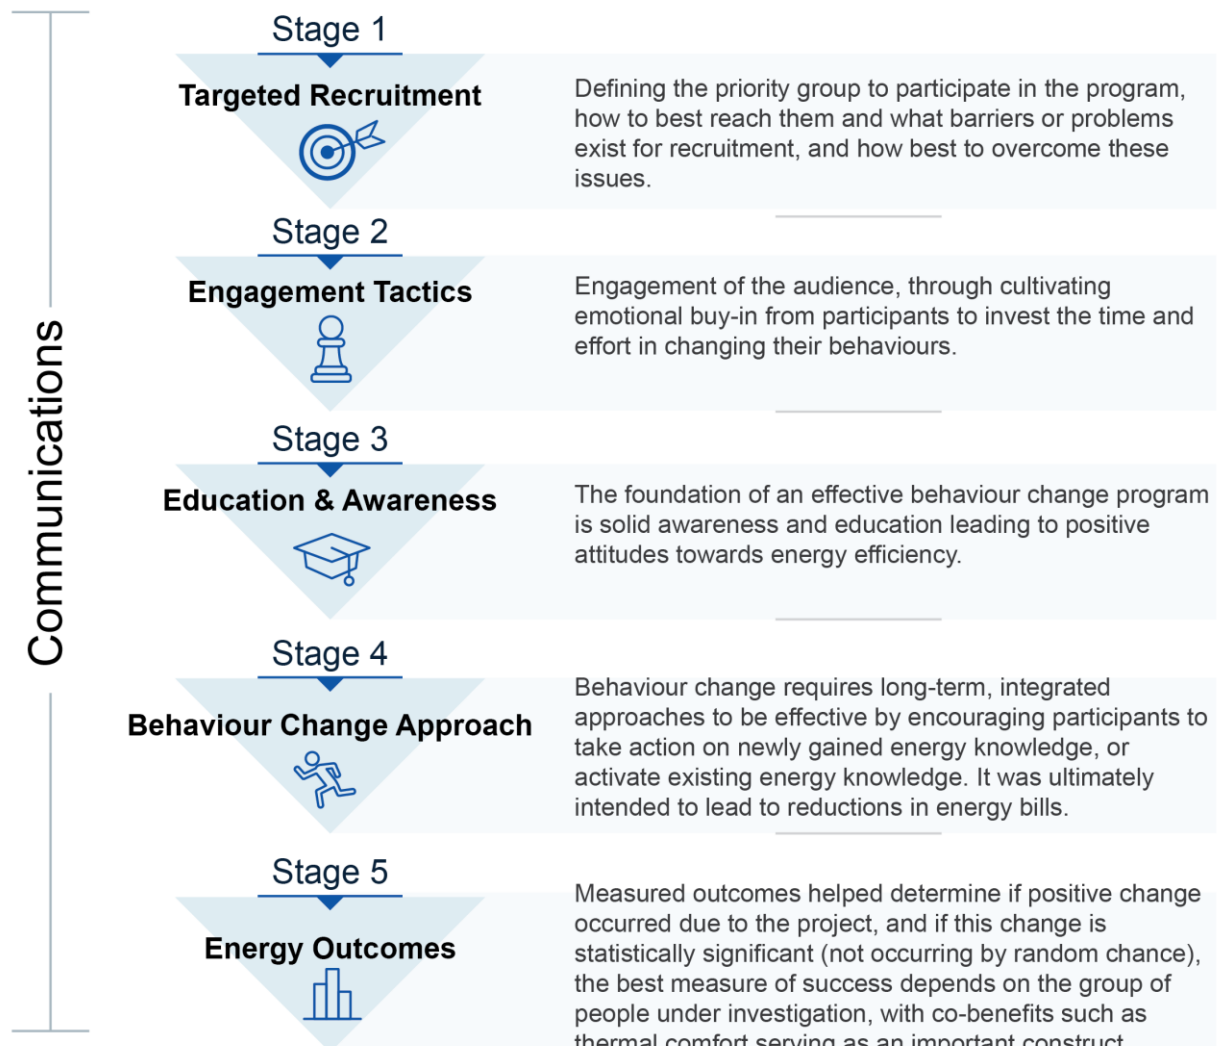 Communications
Stage 1
Targeted Recruitment
Defining the priority group to participate in the program,
how to best reach them and what barriers or problems
exist for recruitment, and how best to overcome these
issues.
Stage 2
Engagement Tactics
Engagement of the audience, through cultivating
emotional buy-in from participants to invest the time and
effort in changing their behaviours.
Stage 3
Education & Awareness
The foundation of an effective behaviour change program
is solid awareness and education leading to positive
attitudes towards energy efficiency.
Stage 4
Behaviour Change Approach
Behaviour change requires long-term, integrated
approaches to be effective by encouraging participants to
take action on newly gained energy knowledge, or
activate existing energy knowledge. It was ultimately
intended to lead to reductions in energy bills.
Stage 5
Energy Outcomes
Measured outcomes helped determine if positive change
occurred due to the project, and if this change is
statistically significant (not occurring by random chance),
the best measure of success depends on the group of
people under investigation, with co-benefits such as
thermal comfort serving as an important construct